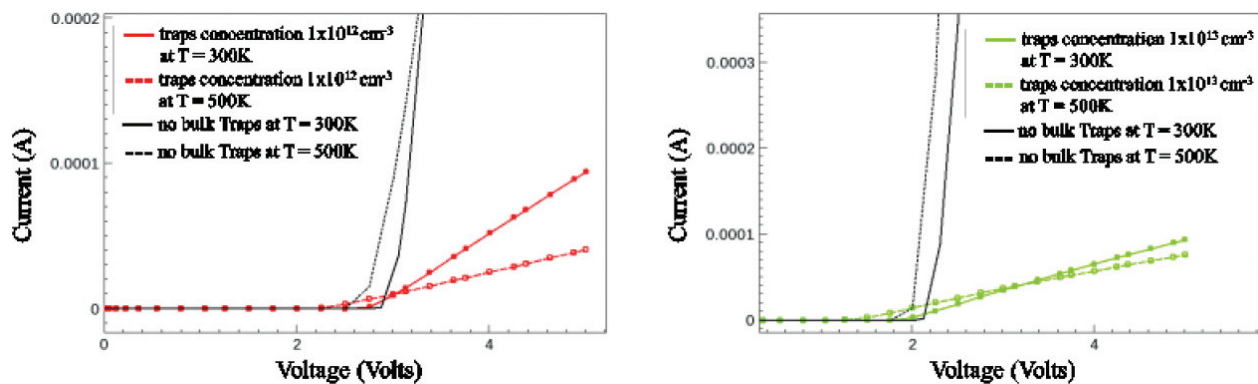 0.0002
traps concentration 1x10¹² cm⁻³
at T = 300K
traps concentration 1x10¹² cm⁻³
at T = 500K
no bulk Traps at T = 300K
no bulk Traps at T = 500K
0.0001
0
0
2
4
Current (A)
Voltage (Volts)
0.0003
traps concentration 1x10¹³ cm⁻³
at T = 300K
traps concentration 1x10¹³ cm⁻³
at T = 500K
no bulk Traps at T = 300K
no bulk Traps at T = 500K
0.0002
0.0001
0
2
4
Current (A)
Voltage (Volts)